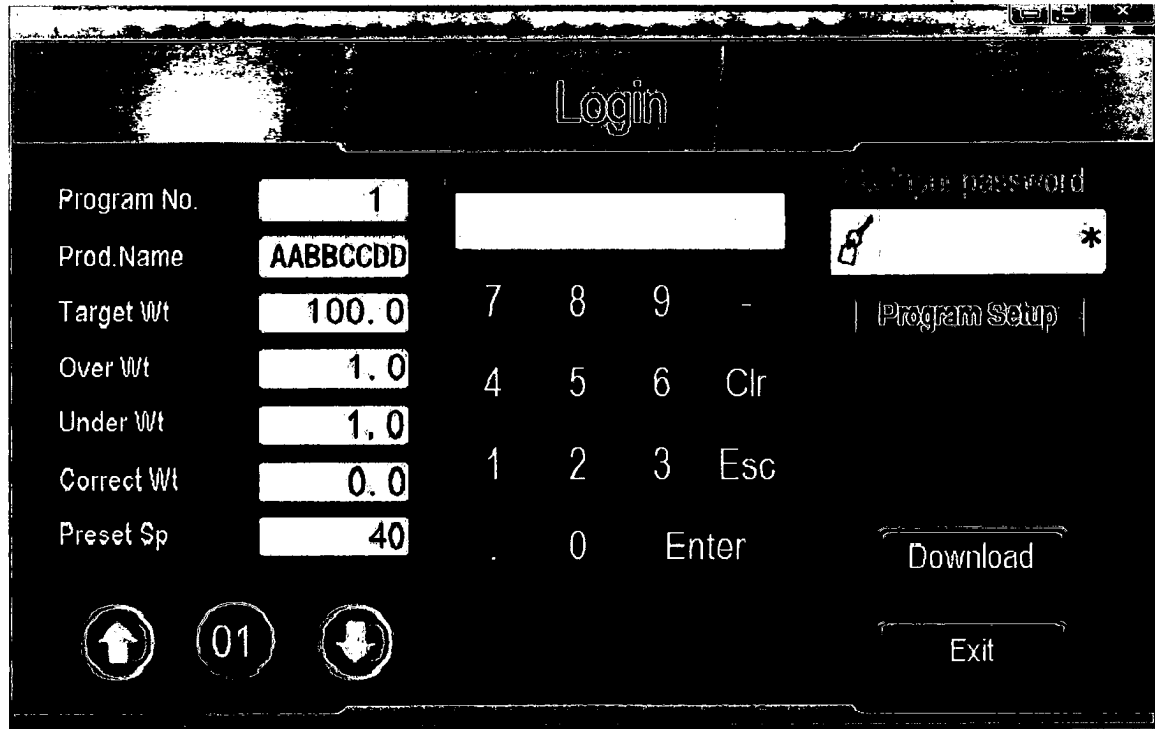 Login
Program No. 1
Prod.Name AABBCCDD
Target Wt 100.0
Over Wt 1.0
Under Wt 1.0
Correct Wt 0.0
Preset Sp 40
01
7 8 9 -
4 5 6 Clr
1 2 3 Esc
. 0 Enter
password
*
Program Setup
Download
Exit